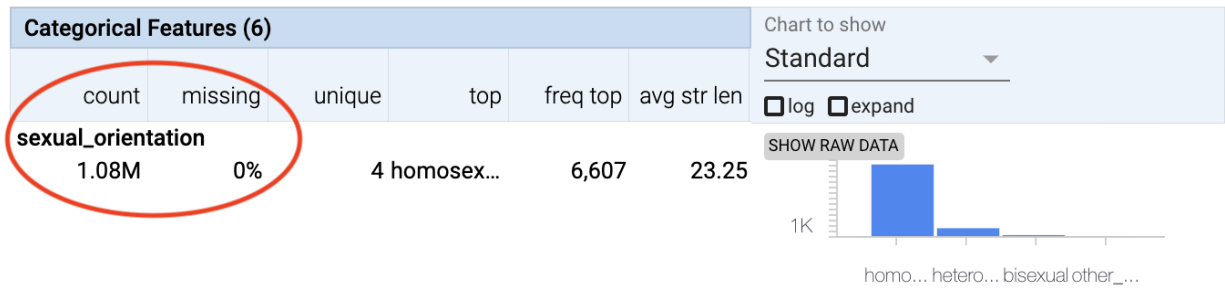 Categorical Features (6)
Chart to show
Standard
count missing unique top freq top avg str len
log expand
sexual_orientation
SHOW RAW DATA
1.08M 0% 4 homosex... 6,607 23.25
1K
homo... hetero... bisexual other_...